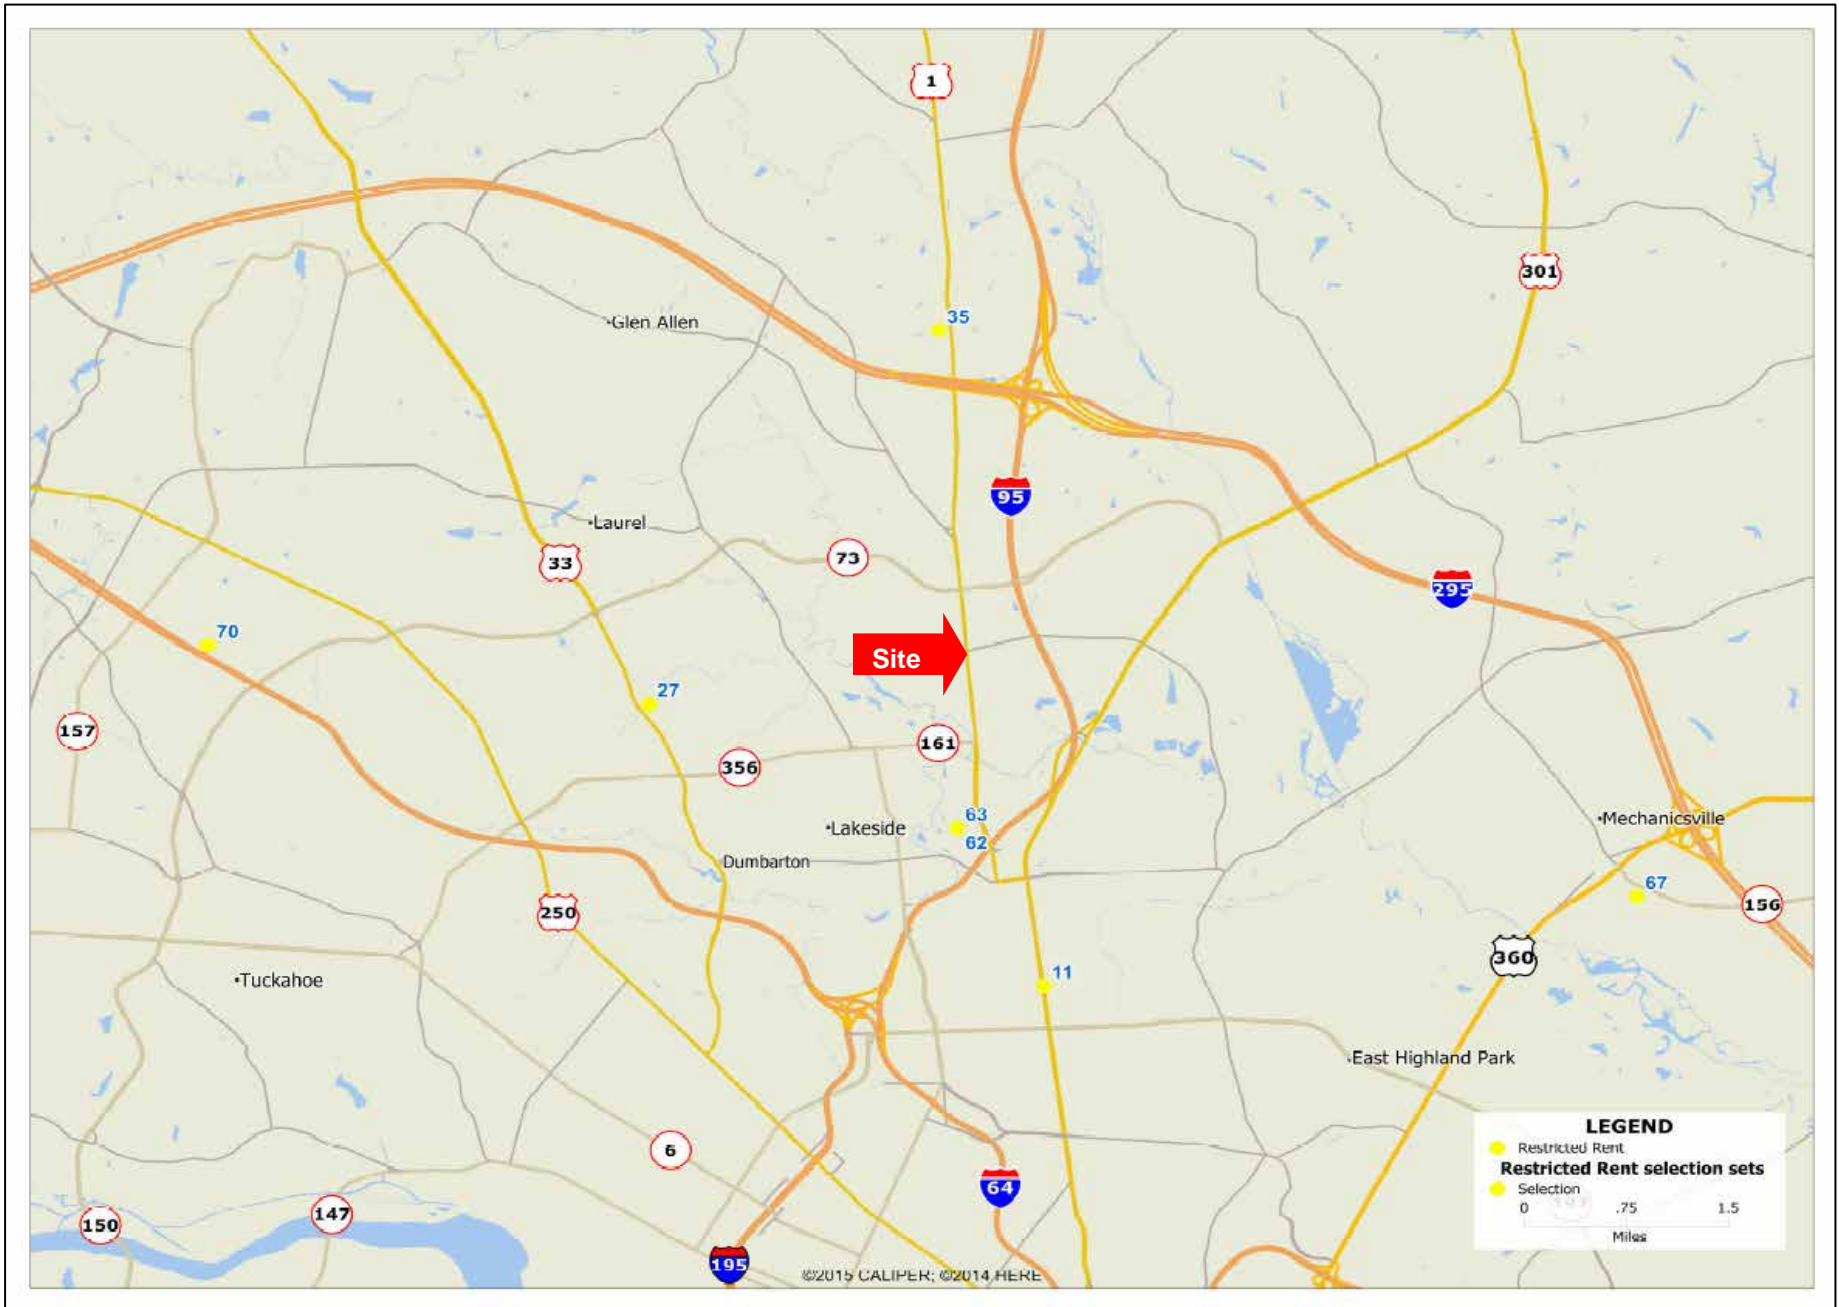 1
301
35
·Glen Allen
95
·Laurel
33
73
295
70
Site
27
157
161
356
63
·Lakeside
62
·Mechanicsville
Dumbarton
67
250
156
360
11
·Tuckahoe
·East Highland Park
LEGEND
Restricted Rent
Restricted Rent selection sets
Selection
0 .75 1.5
Miles
6
64
147
150
195
©2015 CALIPER; ©2014 HERE